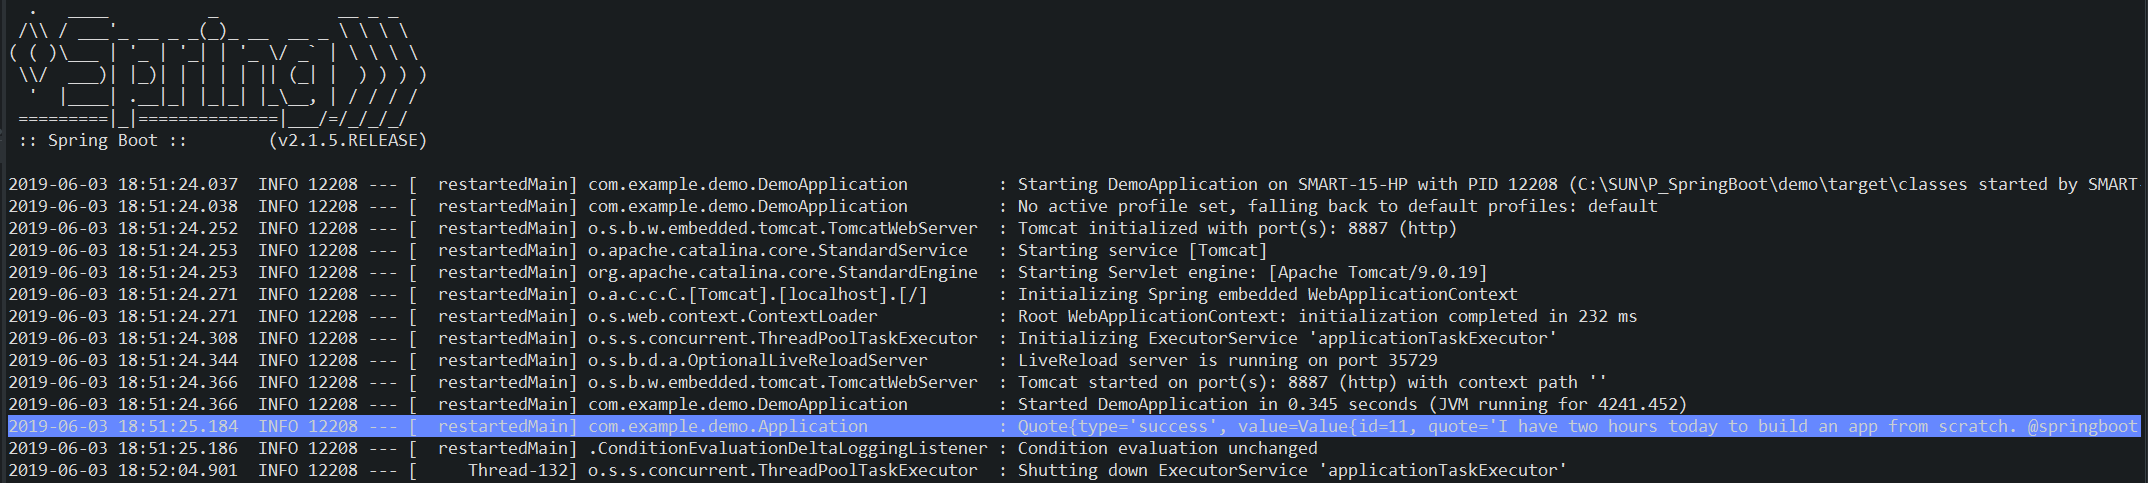 .   ____          _            __ _ _
 /\\ / ___'_ __ _ _(_)_ __  __ _ \ \ \ \
( ( )\___ | '_ | '_| | '_ \/ _` | \ \ \ \
 \\/  ___)| |_)| | | | | || (_| |  ) ) ) )
  '  |____| .__|_| |_|_| |_\__, | / / / /
 =========|_|==============|___/=/_/_/_/
 :: Spring Boot ::        (v2.1.5.RELEASE)
2019-06-03 18:51:24.037  INFO 12208 --- [  restartedMain] com.example.demo.DemoApplication         : Starting DemoApplication on SMART-15-HP with PID 12208 (C:\SUN\P_SpringBoot\demo\target\classes started by SMART-
2019-06-03 18:51:24.038  INFO 12208 --- [  restartedMain] com.example.demo.DemoApplication         : No active profile set, falling back to default profiles: default
2019-06-03 18:51:24.252  INFO 12208 --- [  restartedMain] o.s.b.w.embedded.tomcat.TomcatWebServer  : Tomcat initialized with port(s): 8887 (http)
2019-06-03 18:51:24.253  INFO 12208 --- [  restartedMain] o.apache.catalina.core.StandardService   : Starting service [Tomcat]
2019-06-03 18:51:24.253  INFO 12208 --- [  restartedMain] org.apache.catalina.core.StandardEngine  : Starting Servlet engine: [Apache Tomcat/9.0.19]
2019-06-03 18:51:24.271  INFO 12208 --- [  restartedMain] o.a.c.c.C.[Tomcat].[localhost].[/]       : Initializing Spring embedded WebApplicationContext
2019-06-03 18:51:24.271  INFO 12208 --- [  restartedMain] o.s.web.context.ContextLoader            : Root WebApplicationContext: initialization completed in 232 ms
2019-06-03 18:51:24.308  INFO 12208 --- [  restartedMain] o.s.s.concurrent.ThreadPoolTaskExecutor  : Initializing ExecutorService 'applicationTaskExecutor'
2019-06-03 18:51:24.344  INFO 12208 --- [  restartedMain] o.s.b.d.a.OptionalLiveReloadServer       : LiveReload server is running on port 35729
2019-06-03 18:51:24.366  INFO 12208 --- [  restartedMain] o.s.b.w.embedded.tomcat.TomcatWebServer  : Tomcat started on port(s): 8887 (http) with context path ''
2019-06-03 18:51:24.366  INFO 12208 --- [  restartedMain] com.example.demo.DemoApplication         : Started DemoApplication in 0.345 seconds (JVM running for 4241.452)
2019-06-03 18:51:25.184  INFO 12208 --- [  restartedMain] com.example.demo.Application             : Quote{type='success', value=Value{id=11, quote='I have two hours today to build an app from scratch. @springboot
2019-06-03 18:51:25.186  INFO 12208 --- [  restartedMain] .ConditionEvaluationDeltaLoggingListener : Condition evaluation unchanged
2019-06-03 18:52:04.901  INFO 12208 --- [     Thread-132] o.s.s.concurrent.ThreadPoolTaskExecutor  : Shutting down ExecutorService 'applicationTaskExecutor'